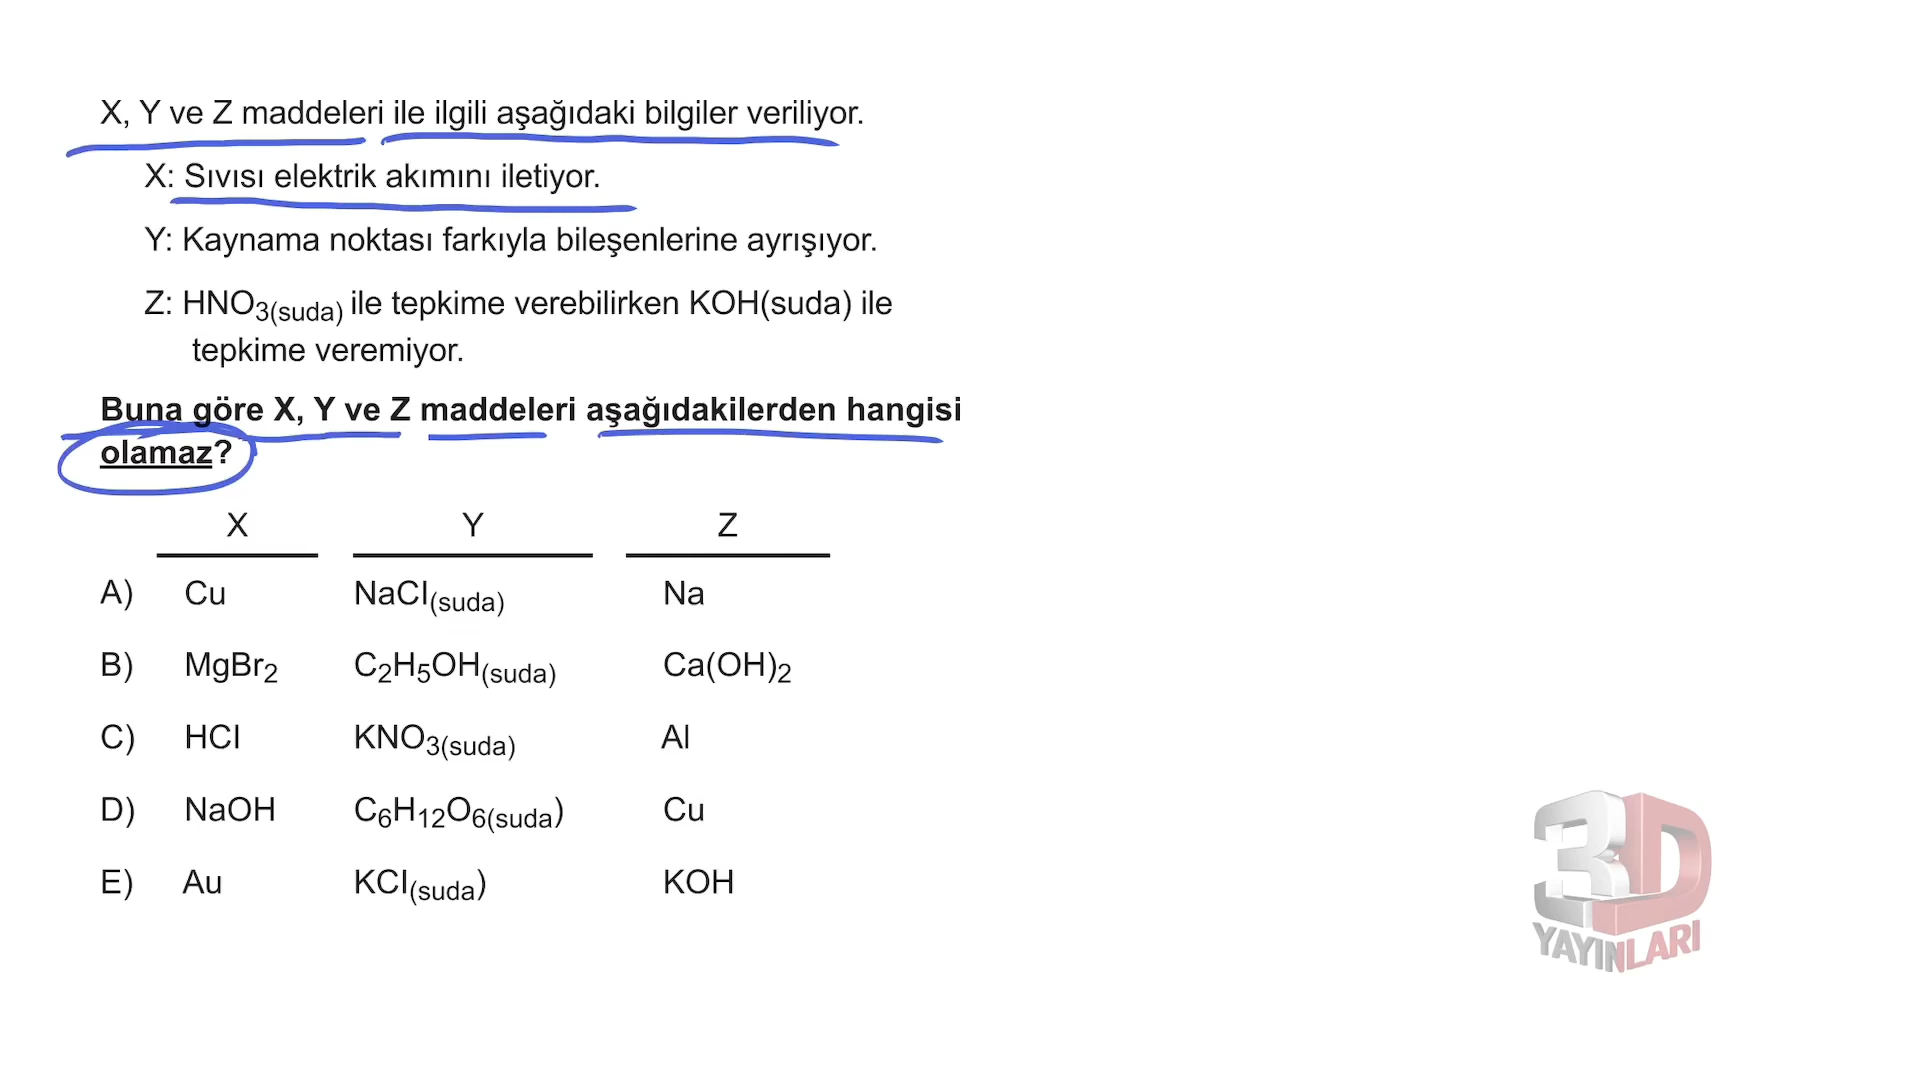 X, Y ve Z maddeleri ile ilgili aşağıdaki bilgiler veriliyor.
X: Sıvısı elektrik akımını iletiyor.
Y: Kaynama noktası farkıyla bileşenlerine ayrışıyor.
Z: HNO3(suda) ile tepkime verebilirken KOH(suda) ile
tepkime veremiyor.
Buna göre X, Y ve Z maddeleri aşağıdakilerden hangisi
olamaz?
X Y Z
A) Cu NaCl(suda) Na
B) MgBr2 C2H5OH(suda) Ca(OH)2
C) HCl KNO3(suda) Al
D) NaOH C6H12O6(suda) Cu
E) Au KCl(suda) KOH
3D
YAYINLARI